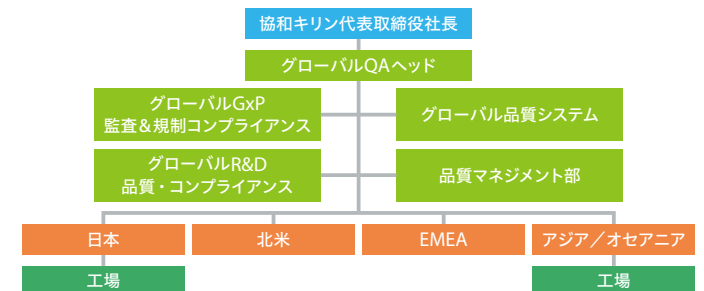 協和キリン代表取締役社長
グローバルQAヘッド
グローバルGxP
監査＆規制コンプライアンス
グローバル品質システム
グローバルR&D
品質・コンプライアンス
品質マネジメント部
日本
北米
EMEA
アジア／オセアニア
工場
工場